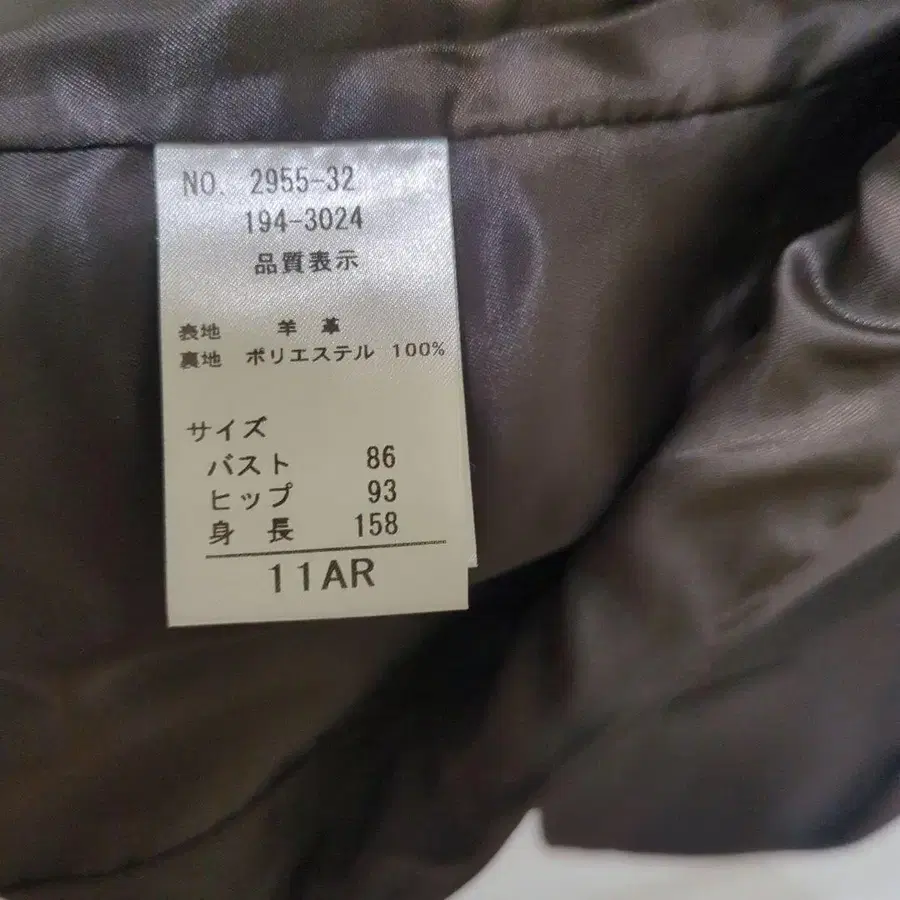 NO. 2955-32
194-3024
品質表示
表地 羊革
裏地 ポリエステル 100%
サイズ
バスト 86
ヒップ 93
身長 158
11AR